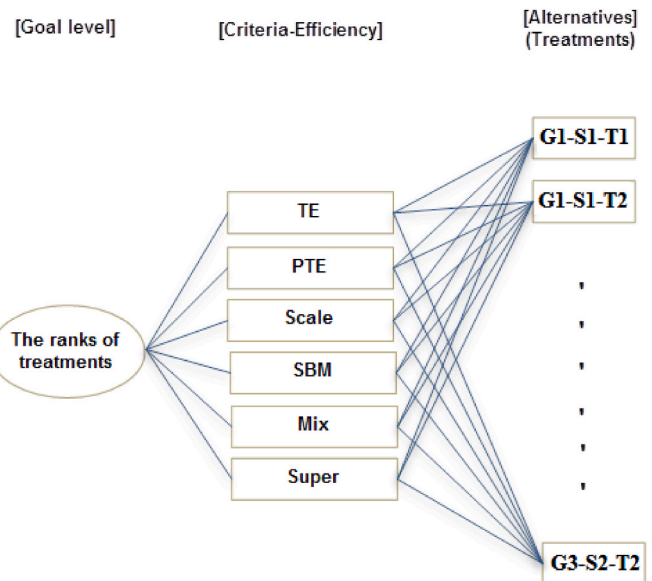 [Goal level]
[Criteria-Efficiency]
[Alternatives]
(Treatments)
The ranks of
treatments
TE
PTE
Scale
SBM
Mix
Super
G1-S1-T1
G1-S1-T2
G3-S2-T2